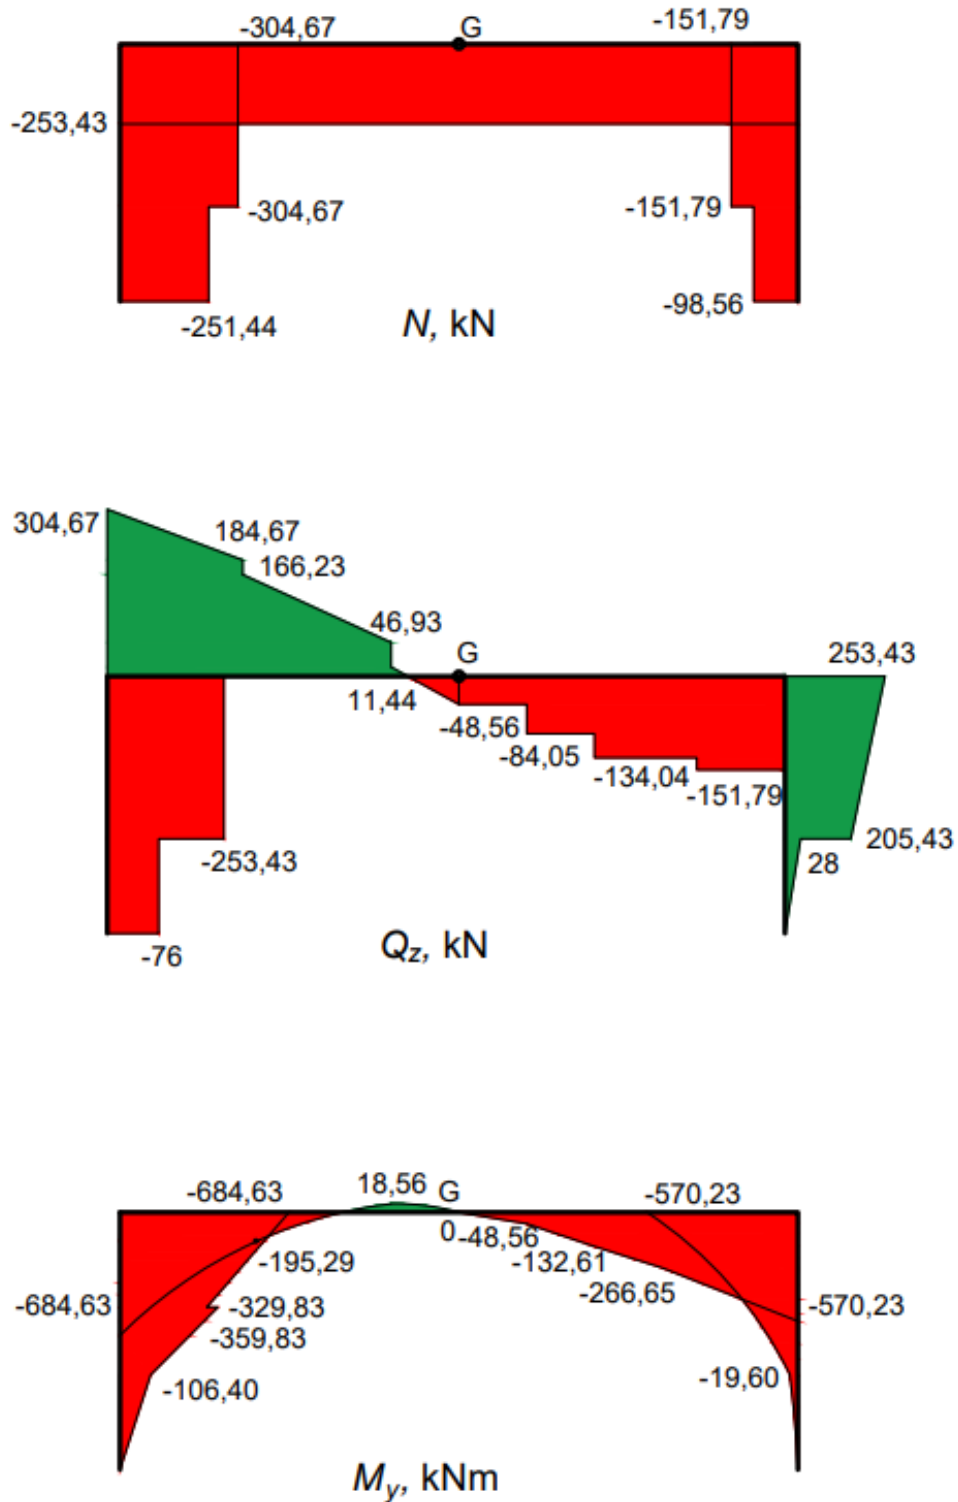 -304,67 G -151,79
-253,43
-304,67 -151,79
-251,44 -98,56
N, kN
304,67 184,67
166,23
46,93
G 253,43
11,44
-48,56
-84,05
-134,04
-151,79
-253,43 28 205,43
-76
Qz, kN
-684,63 18,56 G -570,23
0 -48,56
-195,29 -132,61
-266,65
-684,63 -329,83 -570,23
-359,83
-106,40 -19,60
My, kNm